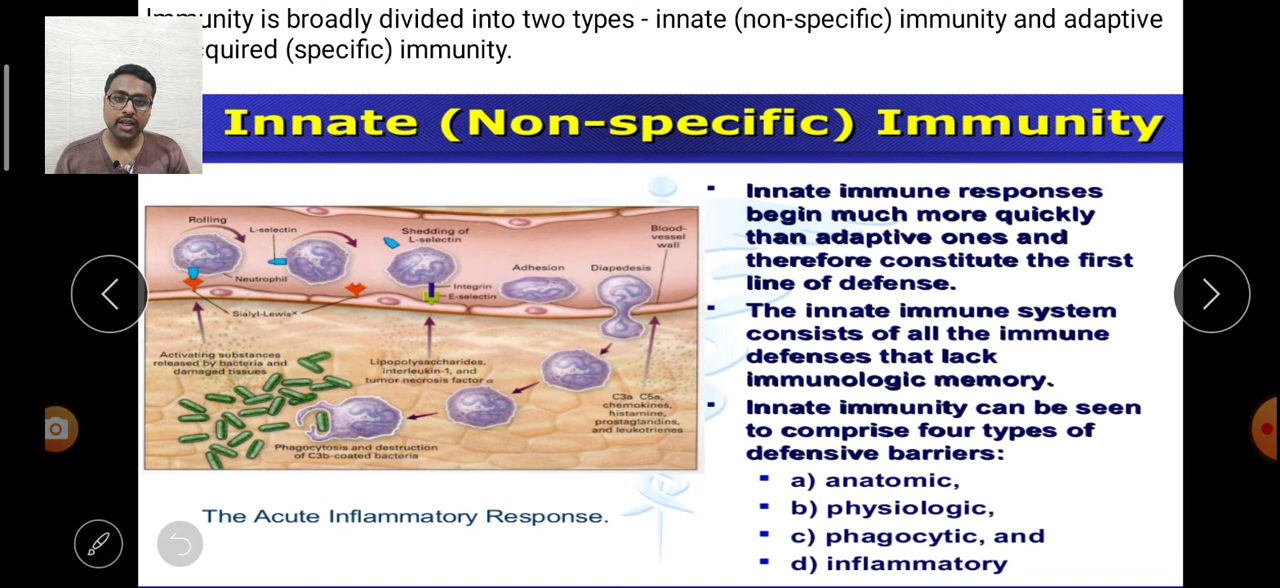 Immunity is broadly divided into two types - innate (non-specific) immunity and adaptive
(specific) immunity.
Innate (Non-specific) Immunity
Rolling
L-selectin
Shedding of
L-selectin
Blood-
vessel
wall
Neutrophil
Adhesion
Diapedesis
Integrin
E-selectin
Sialyl-Lewisˣ
Activating substances
released by bacteria and
damaged tissues
Lipopolysaccharides,
interleukin-1, and
tumor necrosis factor α
C3a C5a,
chemokines,
histamine,
prostaglandins,
and leukotrienes
Phagocytosis and destruction
of C3b-coated bacteria
The Acute Inflammatory Response.
▪ Innate immune responses
begin much more quickly
than adaptive ones and
therefore constitute the first
line of defense.
▪ The innate immune system
consists of all the immune
defenses that lack
immunologic memory.
▪ Innate immunity can be seen
to comprise four types of
defensive barriers:
▪ a) anatomic,
▪ b) physiologic,
▪ c) phagocytic, and
▪ d) inflammatory